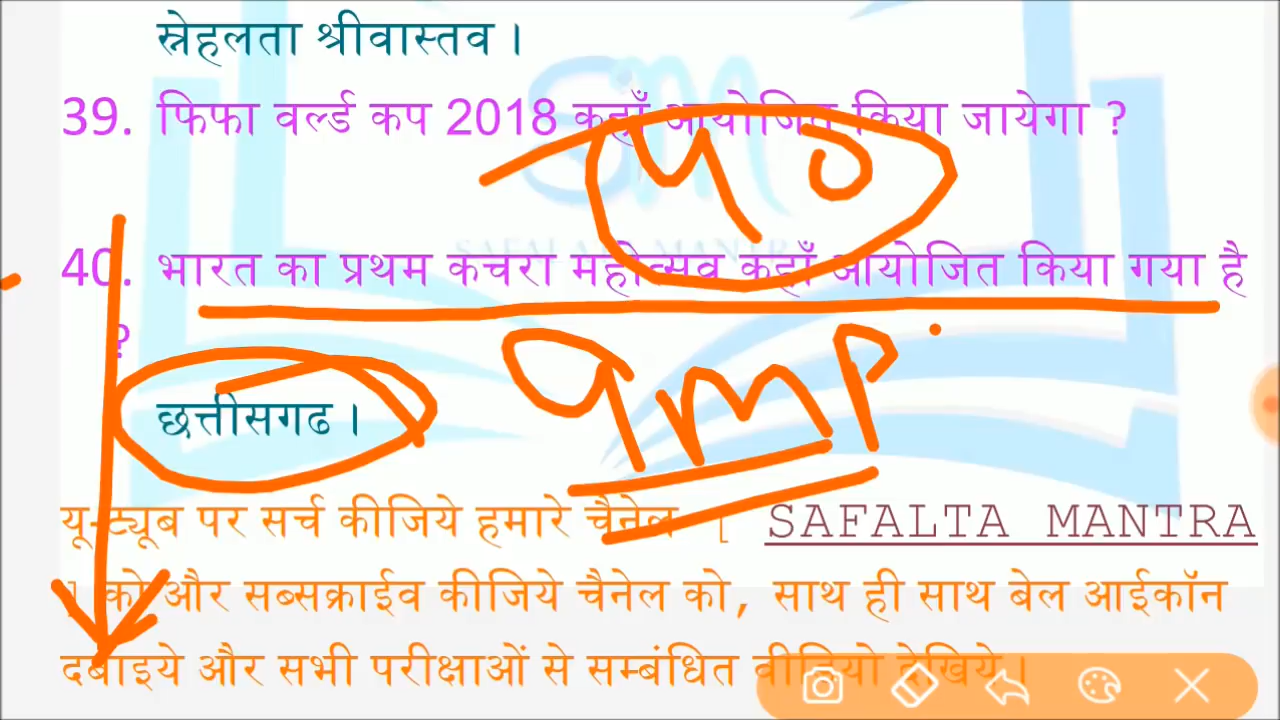 स्नेहलता श्रीवास्तव ।
39. फिफा वर्ल्ड कप 2018 कहाँ आयोजित किया जायेगा ?
40. भारत का प्रथम कचरा महोत्सव कहाँ आयोजित किया गया है
?
छत्तीसगढ ।
यू-ट्यूब पर सर्च कीजिये हमारे चैनेल [ SAFALTA MANTRA
] को और सब्सक्राईव कीजिये चैनेल को, साथ ही साथ बेल आईकॉन
दबाइये और सभी परीक्षाओं से सम्बंधित वीडियो देखिये ।